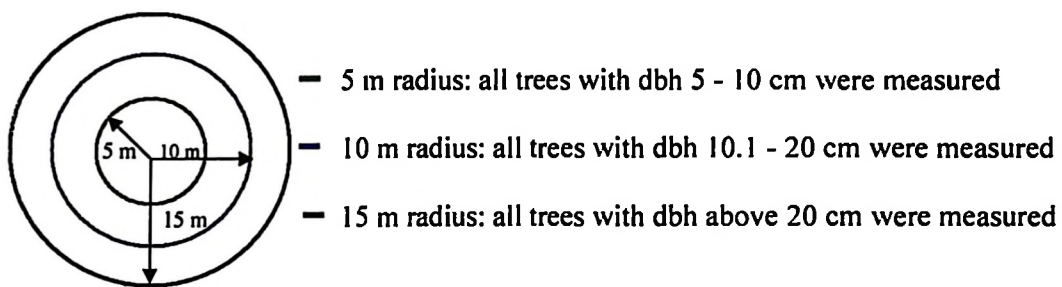 5 m radius: all trees with dbh 5 - 10 cm were measured
5 m 10 m
10 m radius: all trees with dbh 10.1 - 20 cm were measured
15 m
15 m radius: all trees with dbh above 20 cm were measured